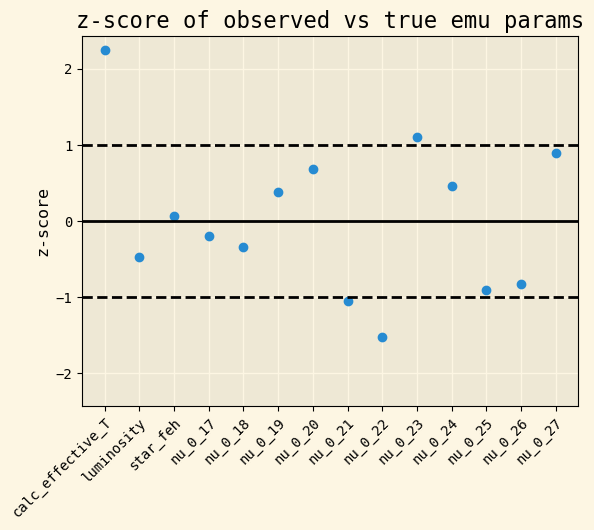 z-score of observed vs true emu params
z-score
2
1
0
−1
−2
calc_effective_T
luminosity
star_feh
nu_0_17
nu_0_18
nu_0_19
nu_0_20
nu_0_21
nu_0_22
nu_0_23
nu_0_24
nu_0_25
nu_0_26
nu_0_27